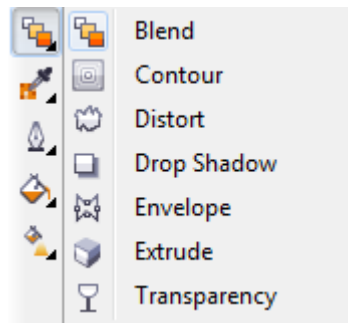 Blend
Contour
Distort
Drop Shadow
Envelope
Extrude
Transparency